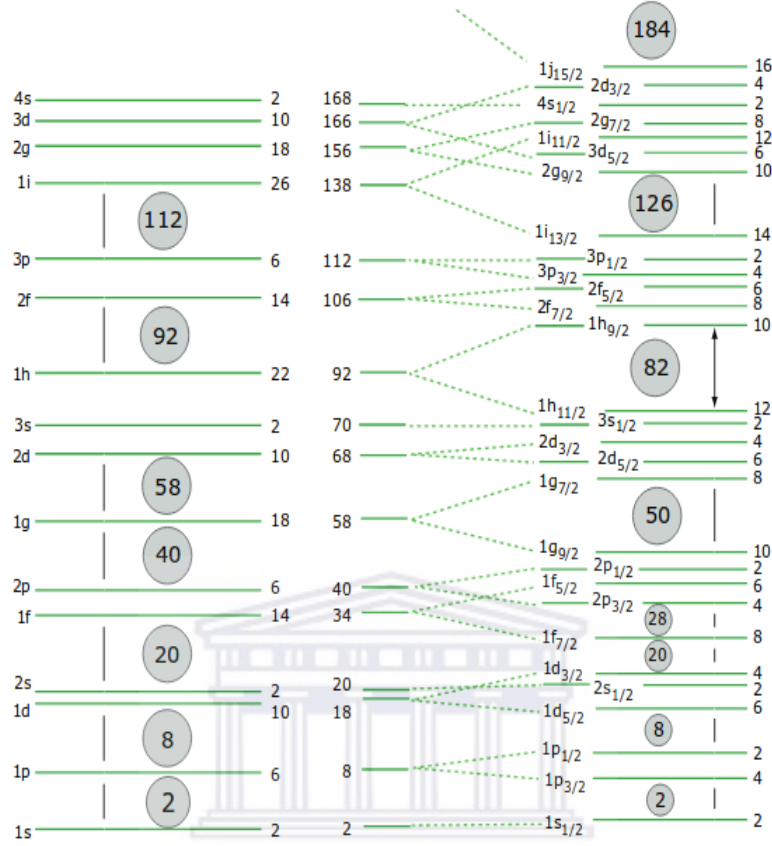 184
1j15/2 16
2d3/2 4
4s 2 168 4s1/2 2
3d 10 166 2g7/2 8
1i11/2 12
2g 18 156 3d5/2 6
2g9/2 10
1i 26 138
112 126
1i13/2 14
3p 6 112 3p1/2 2
3p3/2 4
2f 14 106 2f5/2 6
2f7/2 8
92 1h9/2 10
82
1h 22 92
1h11/2 12
3s 2 70 3s1/2 2
2d 10 68 2d3/2 4
2d5/2 6
58 1g7/2 8
1g 18 58 50
40 1g9/2 10
2p1/2 2
2p 6 40 1f5/2 6
2p3/2 4
1f 14 34 28
1f7/2 8
20 20
1d3/2 4
2s 2 20 2s1/2 2
1d 10 18 1d5/2 6
8 8
1p1/2 2
1p 6 8 1p3/2 4
2 2
1s 2 2 1s1/2 2